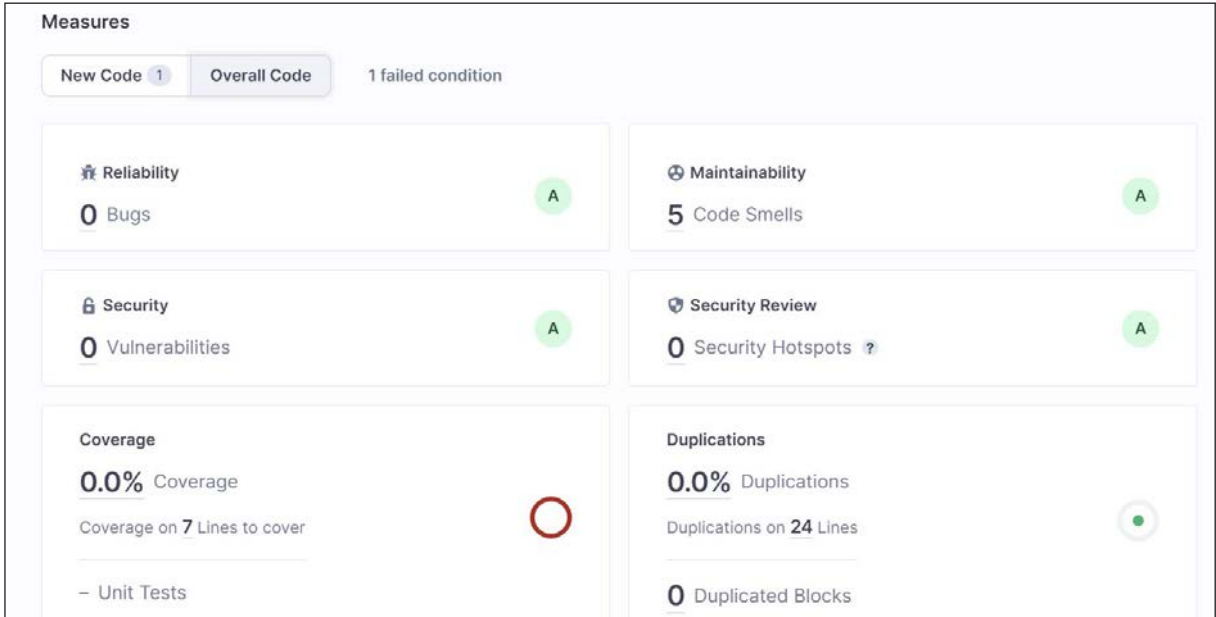 Measures
New Code 1 Overall Code 1 failed condition
Reliability
0 Bugs
A
Maintainability
5 Code Smells
A
Security
0 Vulnerabilities
A
Security Review
0 Security Hotspots ?
A
Coverage
0.0% Coverage
Coverage on 7 Lines to cover
– Unit Tests
Duplications
0.0% Duplications
Duplications on 24 Lines
0 Duplicated Blocks